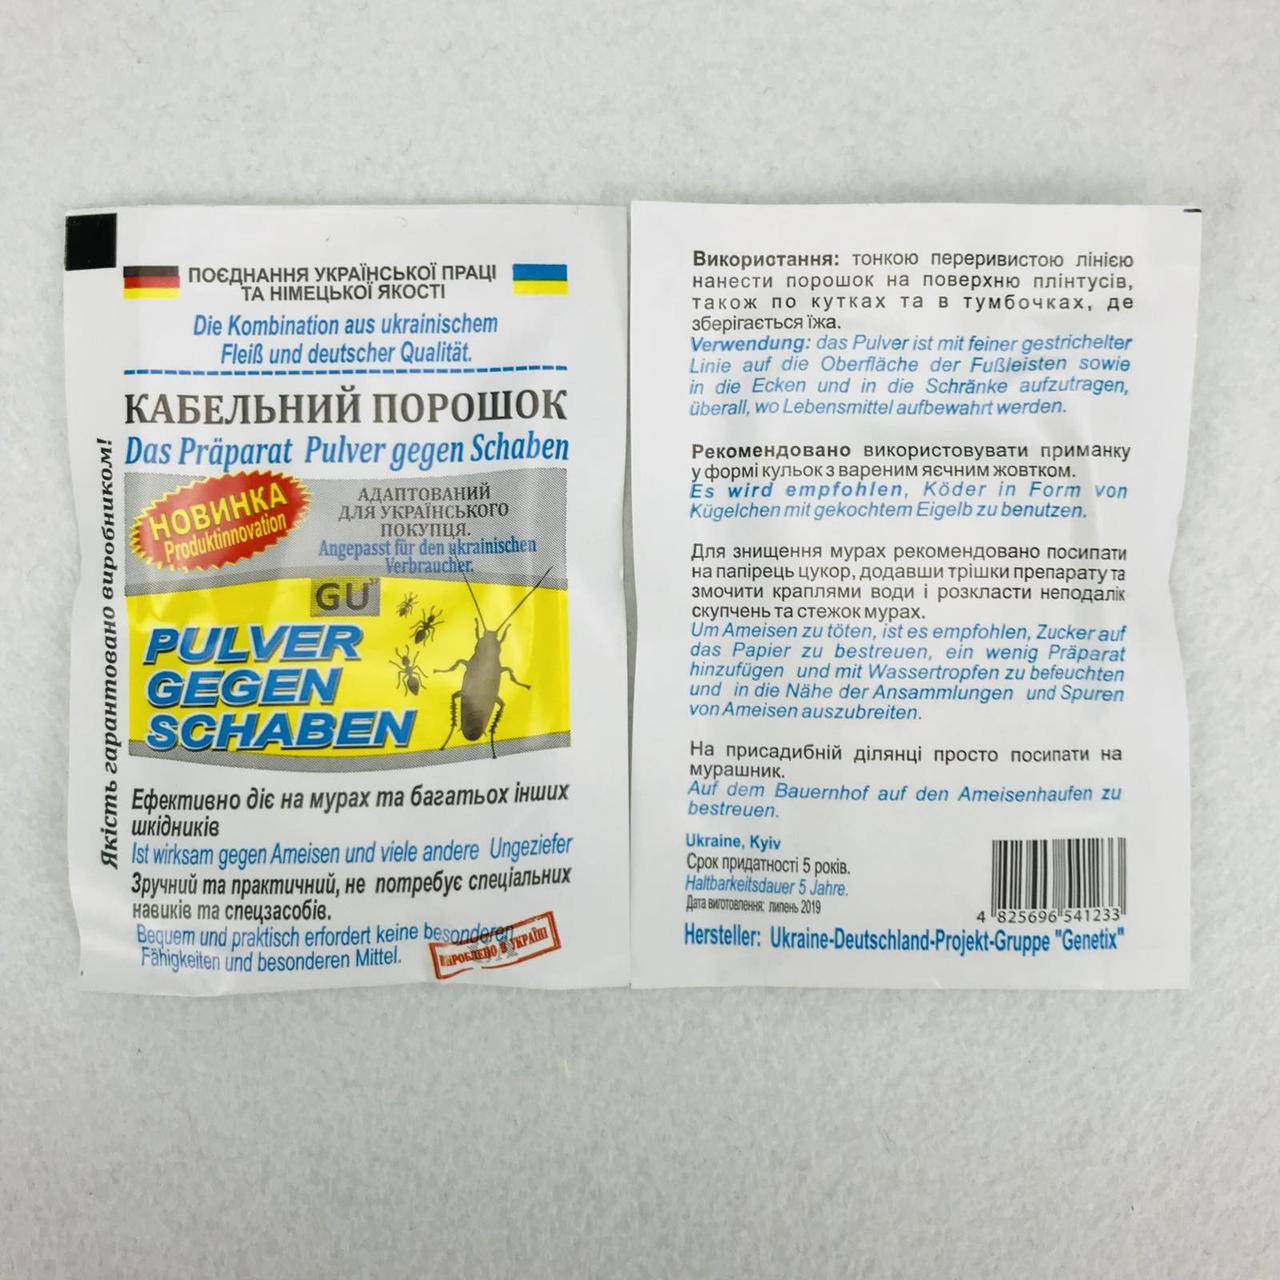 ПОЄДНАННЯ УКРАЇНСЬКОЇ ПРАЦІ
ТА НІМЕЦЬКОЇ ЯКОСТІ
Die Kombination aus ukrainischem
Fleiß und deutscher Qualität.
КАБЕЛЬНИЙ ПОРОШОК
Das Präparat Pulver gegen Schaben
Якість гарантовано виробником!
НОВИНКА
Produktinnovation
АДАПТОВАНИЙ
ДЛЯ УКРАЇНСЬКОГО
ПОКУПЦЯ.
Angepasst für den ukrainischen
Verbraucher.
GU
PULVER
GEGEN
SCHABEN
Ефективно діє на мурах та багатьох інших
шкідників
Ist wirksam gegen Ameisen und viele andere Ungeziefer
Зручний та практичний, не потребує спеціальних
навиків та спецзасобів.
Bequem und praktisch erfordert keine besonderen
Fähigkeiten und besonderen Mittel.
ВИРОБЛЕНО В УКРАЇНІ
Використання: тонкою переривистою лінією
нанести порошок на поверхню плінтусів,
також по кутках та в тумбочках, де
зберігається їжа.
Verwendung: das Pulver ist mit feiner gestrichelter
Linie auf die Oberfläche der Fußleisten sowie
in die Ecken und in die Schränke aufzutragen,
überall, wo Lebensmittel aufbewahrt werden.
Рекомендовано використовувати приманку
у формі кульок з вареним яєчним жовтком.
Es wird empfohlen, Köder in Form von
Kügelchen mit gekochtem Eigelb zu benutzen.
Для знищення мурах рекомендовано посипати
на папірець цукор, додавши трішки препарату та
змочити краплями води і розкласти неподалік
скупчень та стежок мурах.
Um Ameisen zu töten, ist es empfohlen, Zucker auf
das Papier zu bestreuen, ein wenig Präparat
hinzufügen und mit Wassertropfen zu befeuchten
und in die Nähe der Ansammlungen und Spuren
von Ameisen auszubreiten.
На присадибній ділянці просто посипати на
мурашник.
Auf dem Bauernhof auf den Ameisenhaufen zu
bestreuen.
Ukraine, Kyiv
Срок придатності 5 років.
Haltbarkeitsdauer 5 Jahre.
Дата виготовлення: липень 2019
4 825696 541233
Hersteller: Ukraine-Deutschland-Projekt-Gruppe "Genetix"